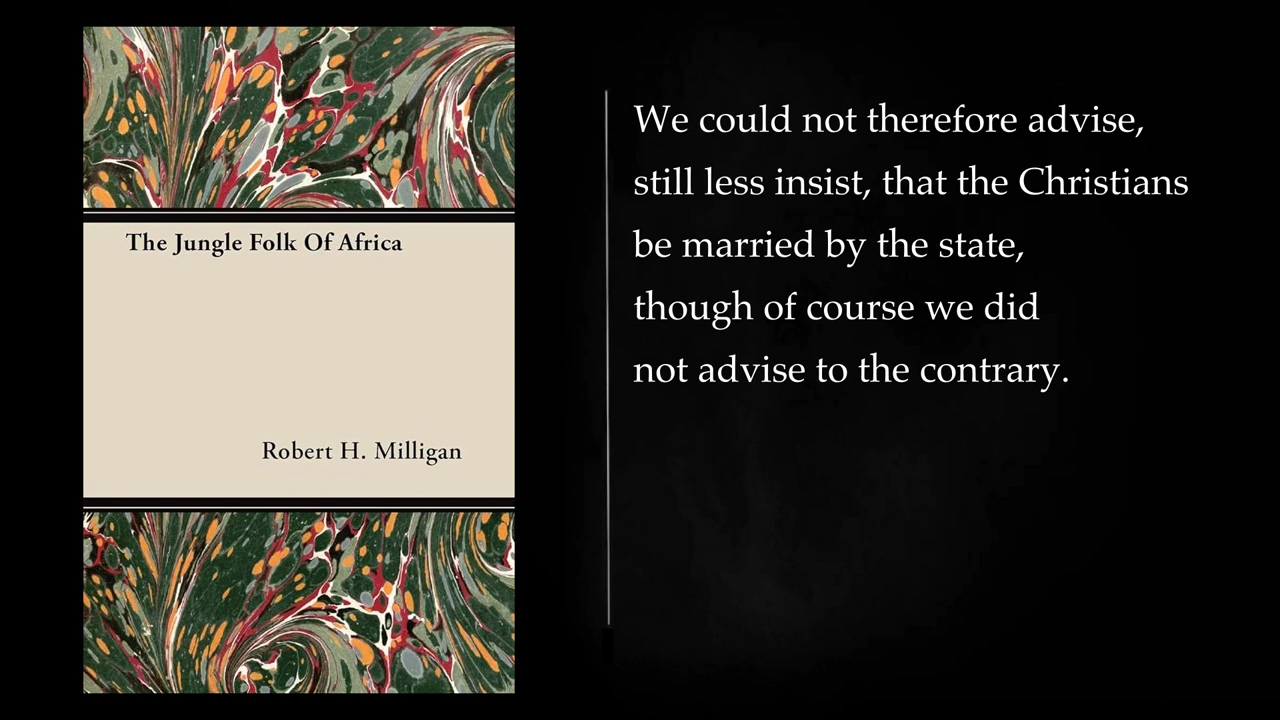 The Jungle Folk Of Africa
Robert H. Milligan
We could not therefore advise,
still less insist, that the Christians
be married by the state,
though of course we did
not advise to the contrary.